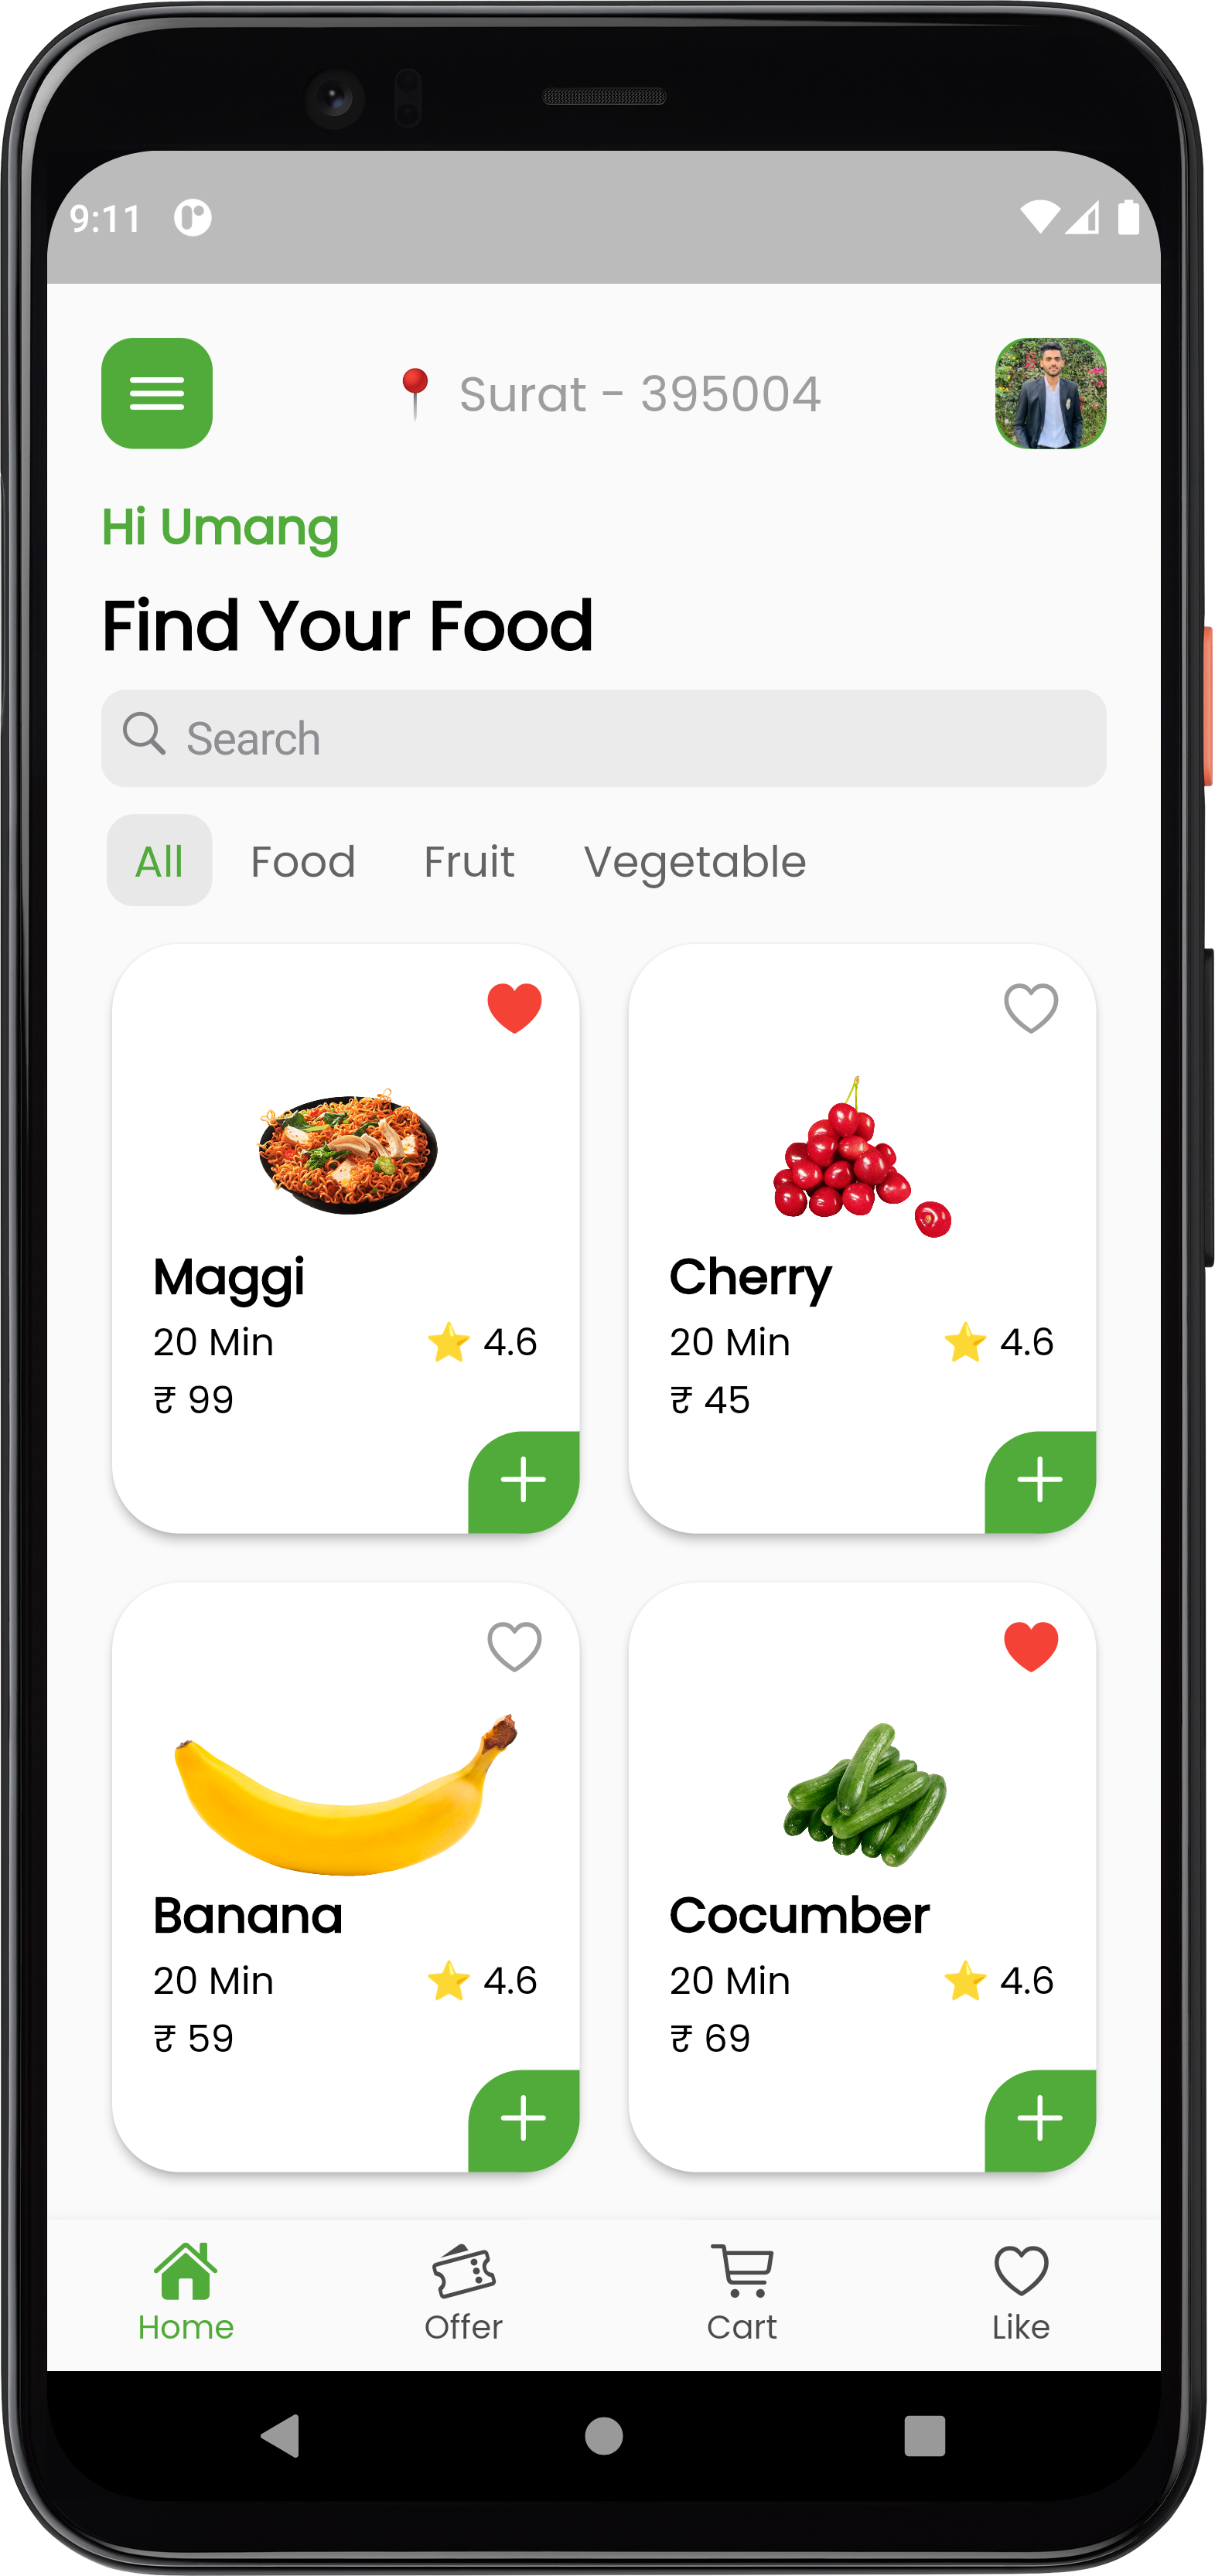 9:11
Surat - 395004
Hi Umang
Find Your Food
Search
All Food Fruit Vegetable
Maggi
20 Min ⭐ 4.6
₹ 99
Cherry
20 Min ⭐ 4.6
₹ 45
Banana
20 Min ⭐ 4.6
₹ 59
Cocumber
20 Min ⭐ 4.6
₹ 69
Home Offer Cart Like